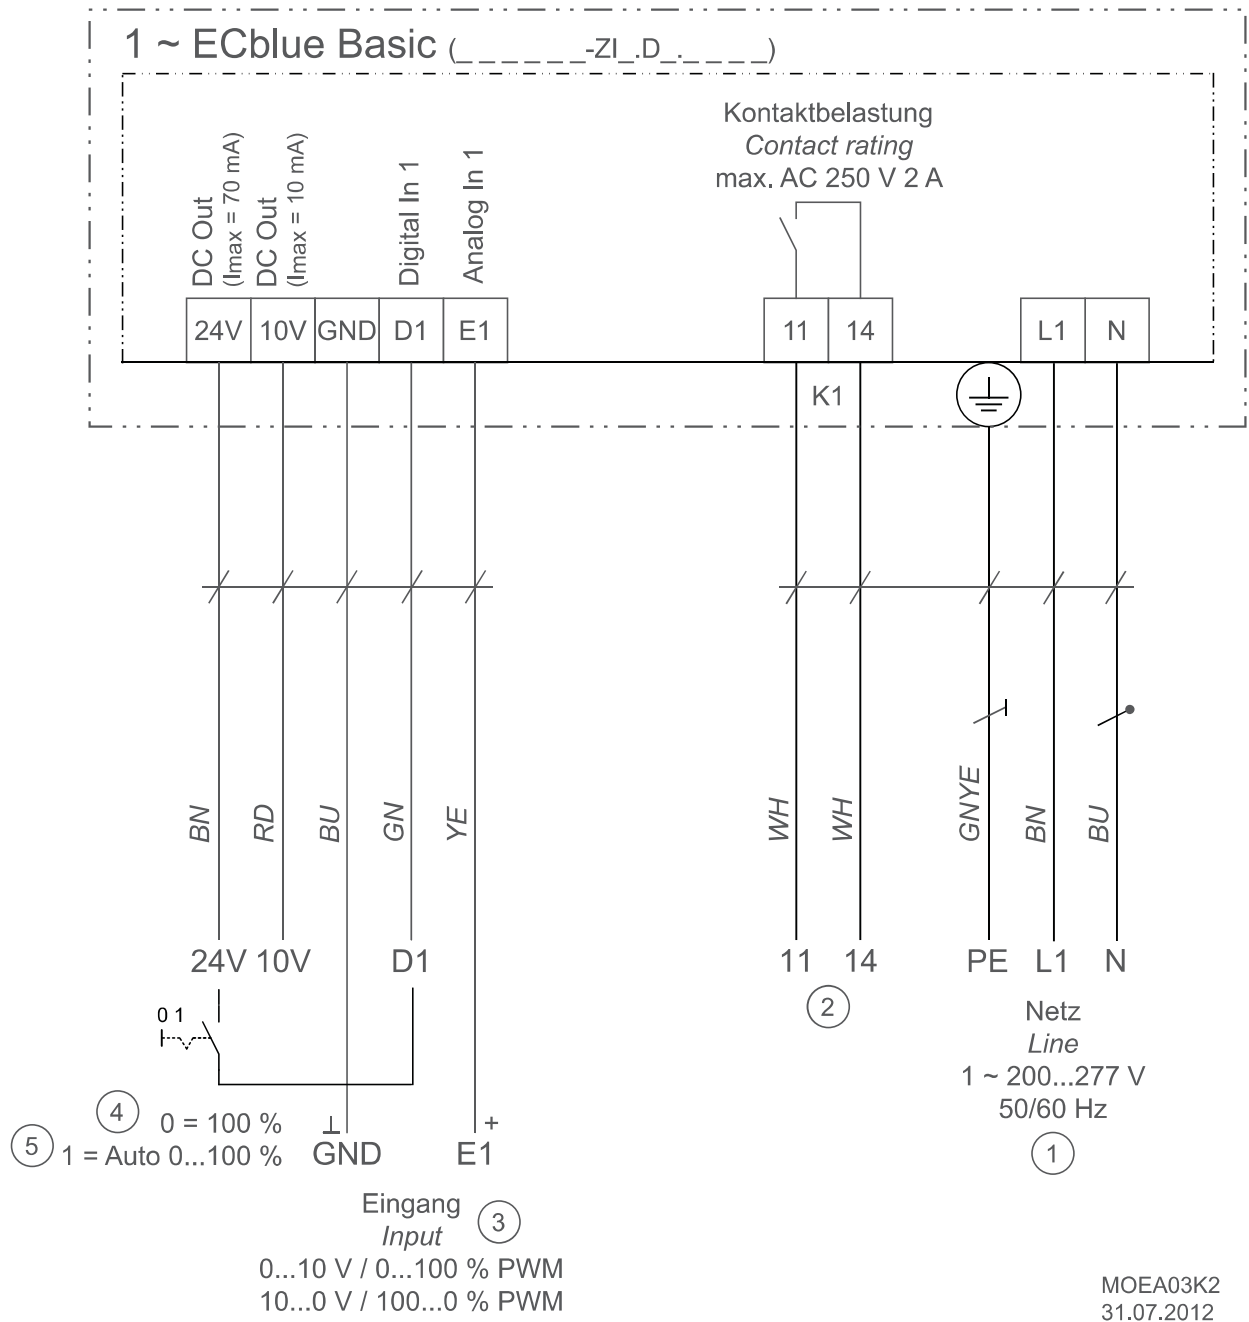 1 ~ ECblue Basic (_ _ _ _ _ _-ZI_.D_._ _ _ _)
Kontaktbelastung
Contact rating
max. AC 250 V 2 A
DC Out
(Imax = 70 mA)
DC Out
(Imax = 10 mA)
Digital In 1
Analog In 1
24V 10V GND D1 E1 11 14 L1 N
K1
BN RD BU GN YE WH WH GNYE BN BU
24V 10V D1 11 14 PE L1 N
2
Netz
Line
1 ~ 200...277 V
50/60 Hz
1
0 1
4 0 = 100 %
5 1 = Auto 0...100 %
⊥ +
GND E1
Eingang
Input
3
0...10 V / 0...100 % PWM
10...0 V / 100...0 % PWM
MOEA03K2
31.07.2012